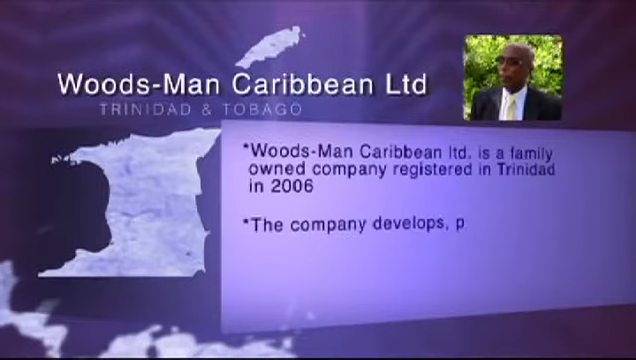 Woods-Man Caribbean Ltd
TRINIDAD & TOBAGO
*Woods-Man Caribbean ltd. is a family
owned company registered in Trinidad
in 2006
*The company develops, p